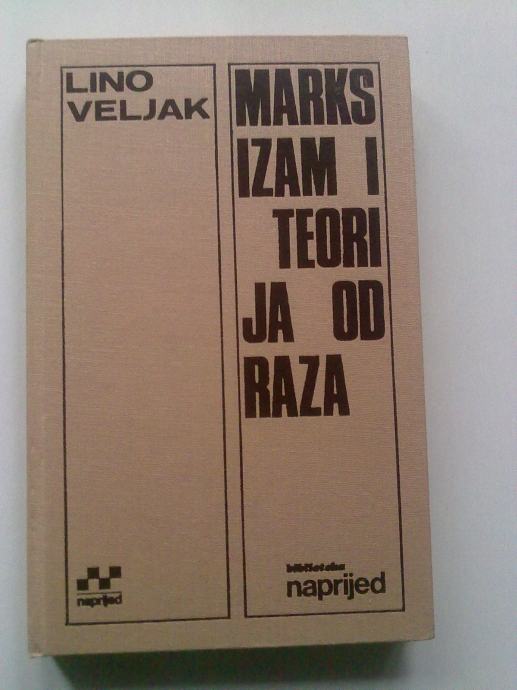 LINO
VELJAK
MARKS
IZAM I
TEORI
JA OD
RAZA
naprijed
biblioteka
naprijed